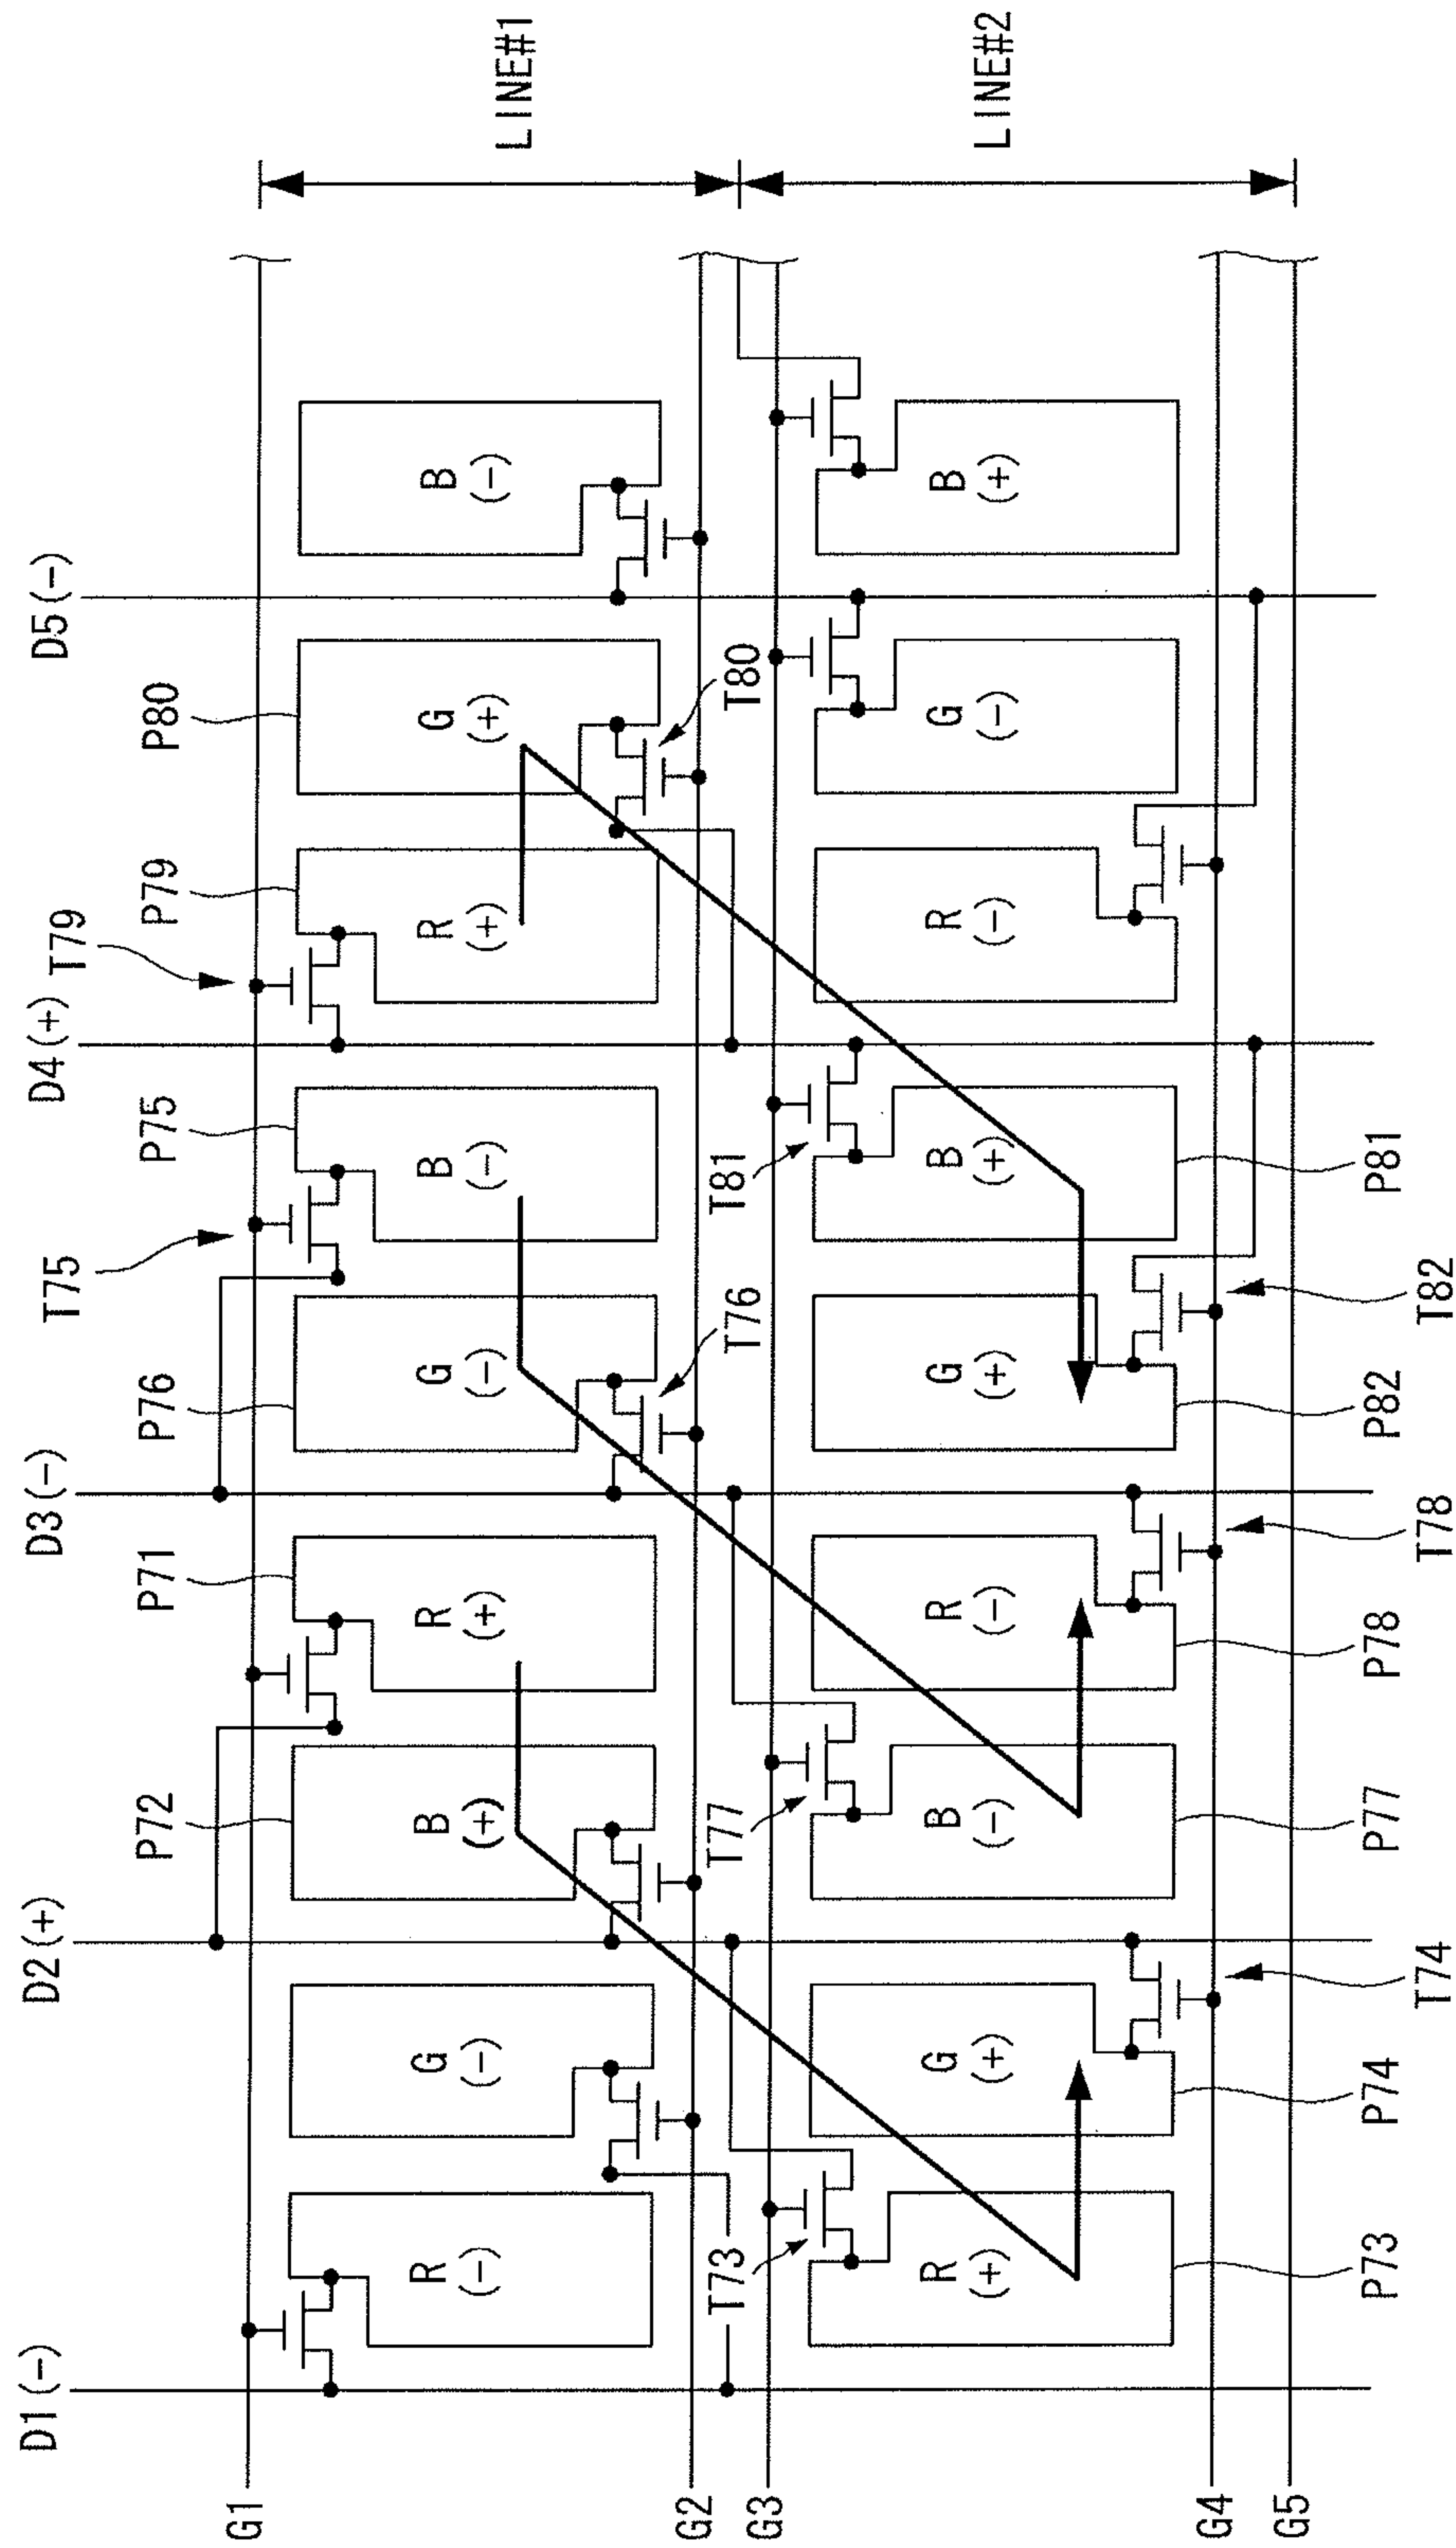 D1(-)
D2(+)
D3(-)
D4(+)
D5(-)
T75
T79
P72
P71
P76
P75
P79
P80
G1
R
(-)
G
(-)
B
(+)
R
(+)
G
(-)
B
(-)
R
(+)
G
(+)
B
(-)
LINE#1
G2
T73
T77
T76
T81
T80
G3
R
(+)
G
(+)
B
(-)
R
(-)
G
(+)
B
(+)
R
(-)
G
(-)
B
(+)
LINE#2
G4
G5
P73
P74
P77
P78
P82
P81
T74
T78
T82